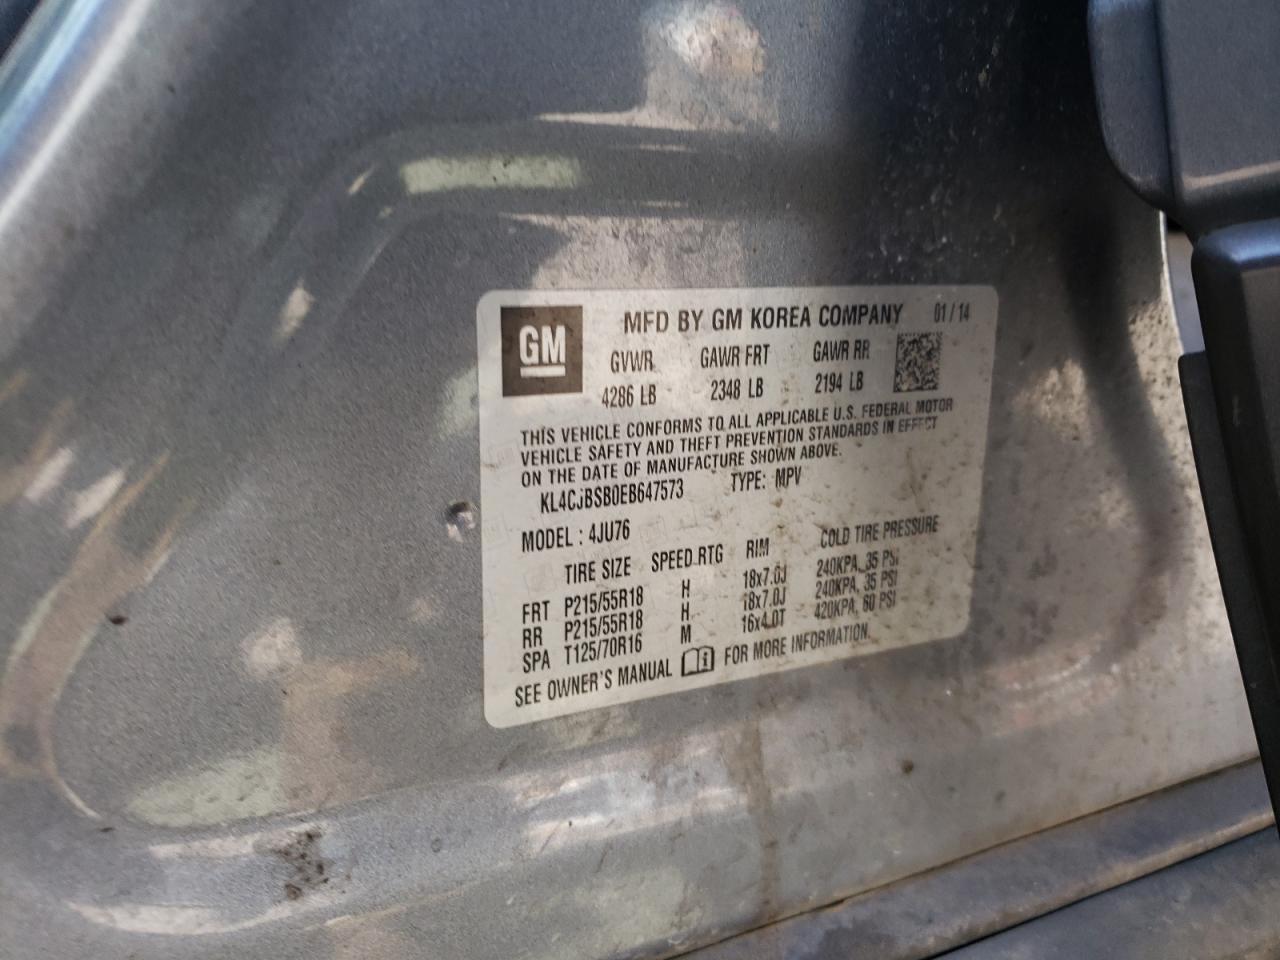 GM
MFD BY GM KOREA COMPANY 01/14
GVWR GAWR FRT GAWR RR
4286 LB 2348 LB 2194 LB
THIS VEHICLE CONFORMS TO ALL APPLICABLE U.S. FEDERAL MOTOR
VEHICLE SAFETY AND THEFT PREVENTION STANDARDS IN EFFECT
ON THE DATE OF MANUFACTURE SHOWN ABOVE.
KL4CJBSB0EB647573 TYPE: MPV
MODEL : 4JU76
TIRE SIZE SPEED RTG RIM COLD TIRE PRESSURE
FRT P215/55R18 H 18x7.0J 240KPA, 35 PSI
RR P215/55R18 H 18x7.0J 240KPA, 35 PSI
SPA T125/70R16 M 16x4.0T 420KPA, 60 PSI
SEE OWNER'S MANUAL FOR MORE INFORMATION.